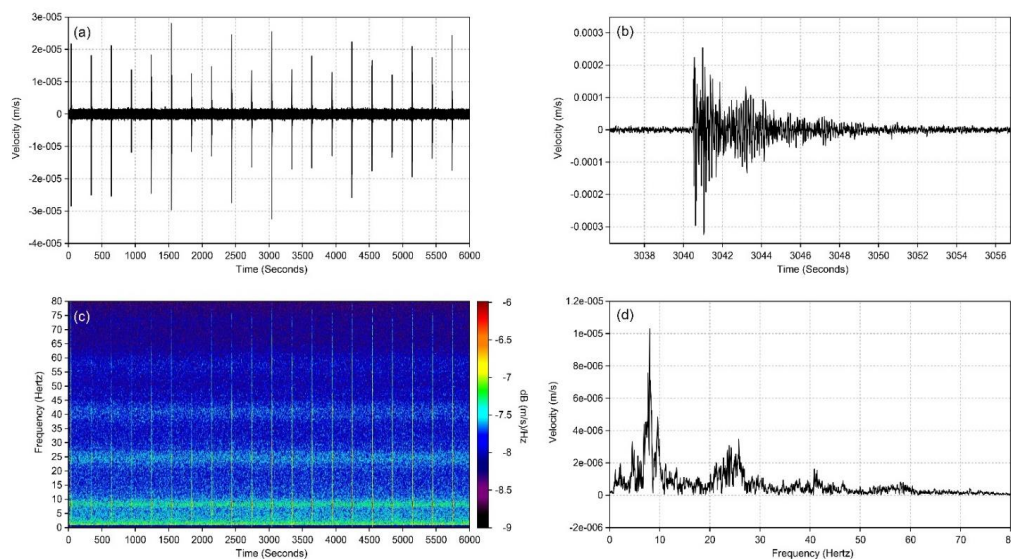 (a)
Velocity (m/s)
3e-005
2e-005
1e-005
0
-1e-005
-2e-005
-3e-005
-4e-005
0 500 1000 1500 2000 2500 3000 3500 4000 4500 5000 5500 6000
Time (Seconds)
(b)
Velocity (m/s)
0.0003
0.0002
0.0001
0
-0.0001
-0.0002
-0.0003
3038 3040 3042 3044 3046 3048 3050 3052 3054 3056
Time (Seconds)
(c)
Frequency (Hertz)
80
75
70
65
60
55
50
45
40
35
30
25
20
15
10
5
0
0 500 1000 1500 2000 2500 3000 3500 4000 4500 5000 5500 6000
Time (Seconds)
-6
-6.5
-7
-7.5
-8
-8.5
-9
dB (m/s)/Hz
(d)
Velocity (m/s)
1.2e-005
1e-005
8e-006
6e-006
4e-006
2e-006
0
-2e-006
0 10 20 30 40 50 60 70 80
Frequency (Hertz)